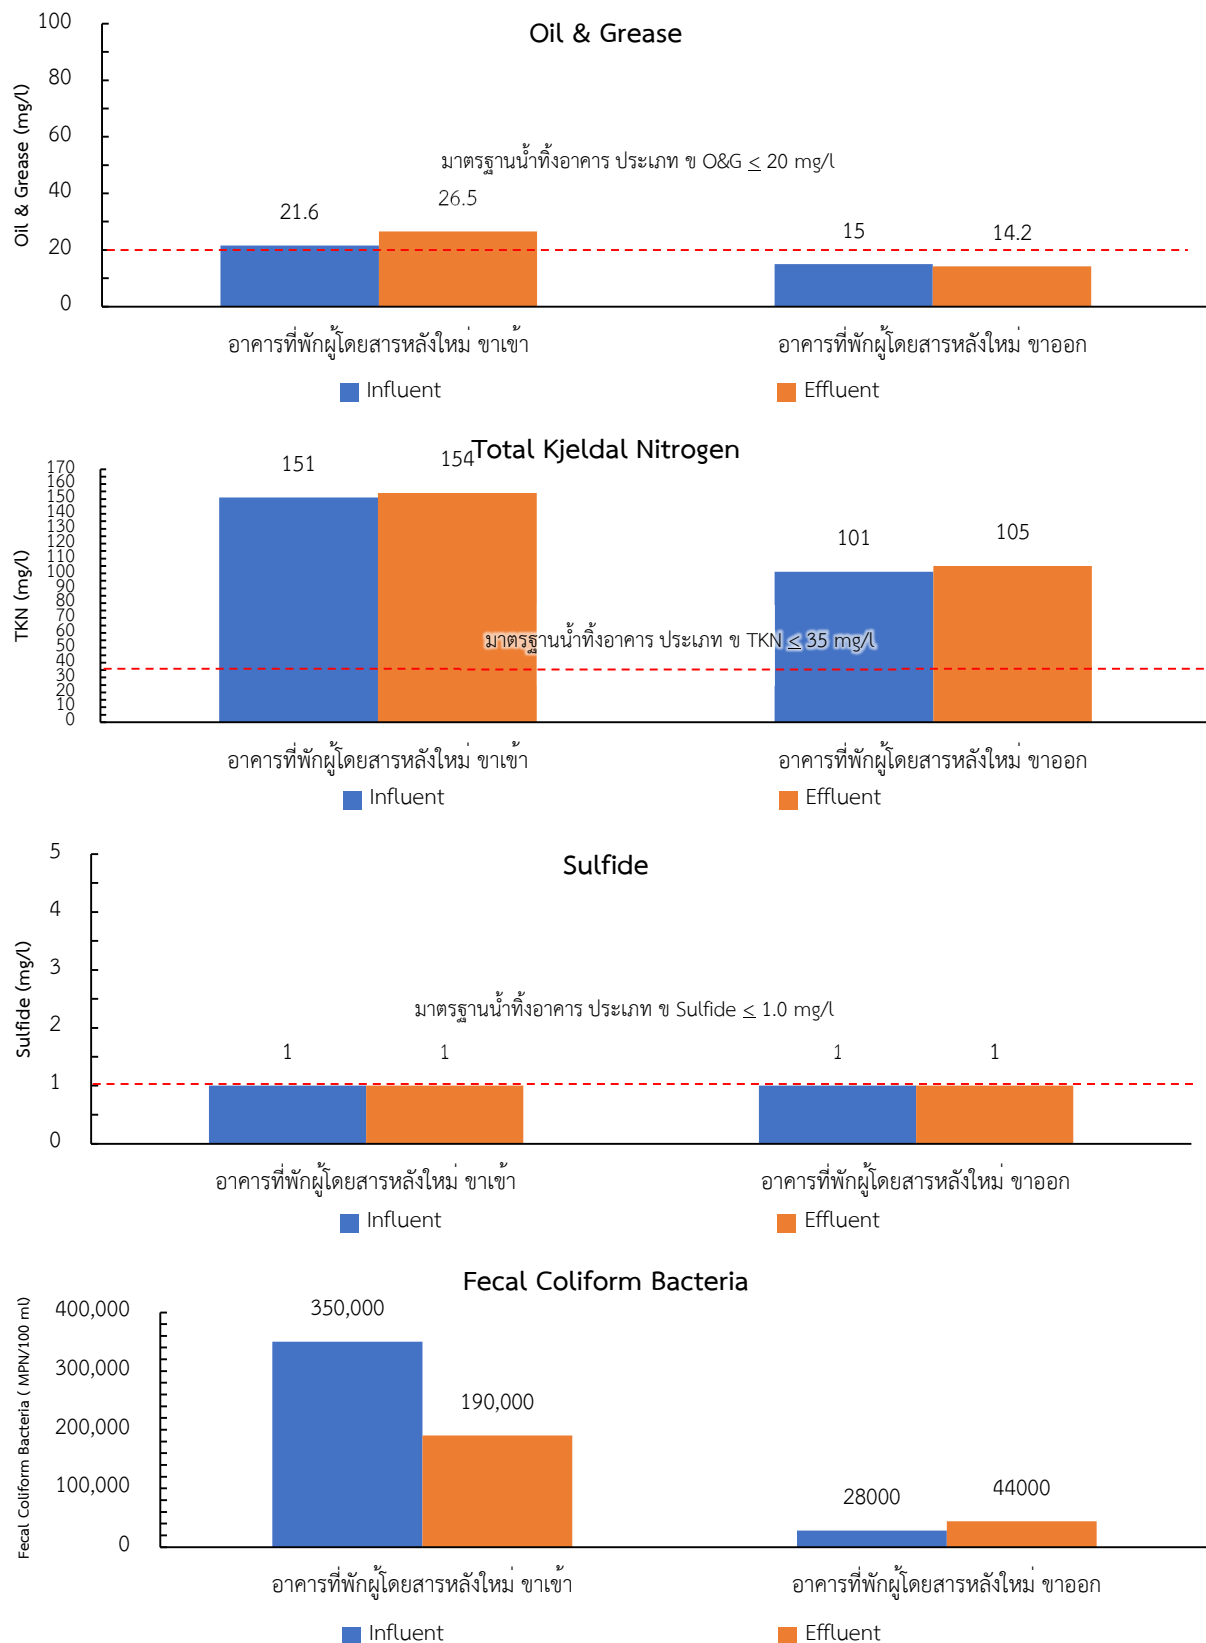 Oil & Grease
Oil & Grease (mg/l)
100
80
60
40
20
0
มาตรฐานน้ำทิ้งอาคาร ประเภท ข O&G ≤ 20 mg/l
21.6
26.5
15
14.2
อาคารที่พักผู้โดยสารหลังใหม่ ขาเข้า
อาคารที่พักผู้โดยสารหลังใหม่ ขาออก
Influent
Effluent
Total Kjeldal Nitrogen
TKN (mg/l)
170
160
150
140
130
120
110
100
90
80
70
60
50
40
30
20
10
0
151
154
101
105
มาตรฐานน้ำทิ้งอาคาร ประเภท ข TKN ≤ 35 mg/l
อาคารที่พักผู้โดยสารหลังใหม่ ขาเข้า
อาคารที่พักผู้โดยสารหลังใหม่ ขาออก
Influent
Effluent
Sulfide
Sulfide (mg/l)
5
4
3
2
1
0
มาตรฐานน้ำทิ้งอาคาร ประเภท ข Sulfide ≤ 1.0 mg/l
1
1
1
1
อาคารที่พักผู้โดยสารหลังใหม่ ขาเข้า
อาคารที่พักผู้โดยสารหลังใหม่ ขาออก
Influent
Effluent
Fecal Coliform Bacteria
Fecal Coliform Bacteria ( MPN/100 ml)
400,000
300,000
200,000
100,000
0
350,000
190,000
28000
44000
อาคารที่พักผู้โดยสารหลังใหม่ ขาเข้า
อาคารที่พักผู้โดยสารหลังใหม่ ขาออก
Influent
Effluent